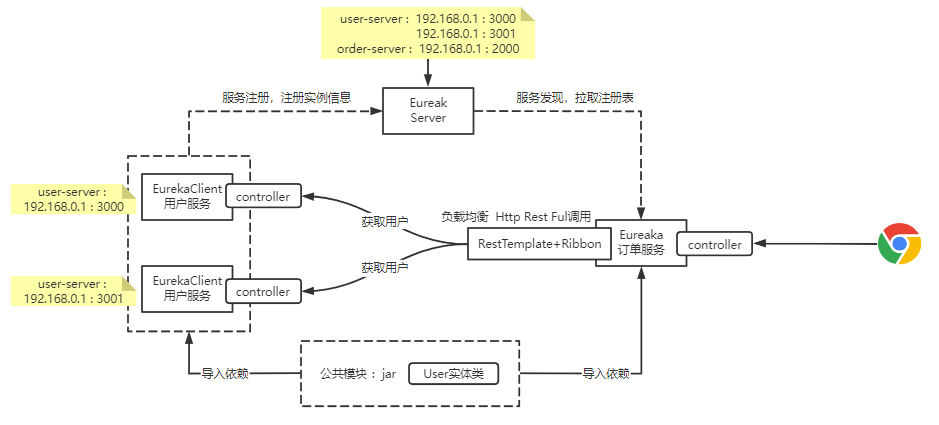 user-server : 192.168.0.1 : 3000
192.168.0.1 : 3001
order-server : 192.168.0.1 : 2000
服务注册，注册实例信息
Eureak
Server
服务发现，拉取注册表
user-server :
192.168.0.1 : 3000
EurekaClient
用户服务
controller
获取用户
负载均衡 Http Rest Ful调用
RestTemplate+Ribbon
Eureaka
订单服务
controller
获取用户
user-server :
192.168.0.1 : 3001
EurekaClient
用户服务
controller
导入依赖
公共模块 : jar
User实体类
导入依赖